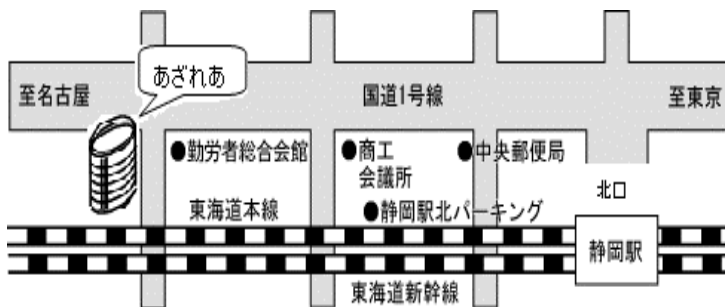 あざれあ
至名古屋
国道1号線
至東京
●勤労者総合会館
●商工
会議所
●中央郵便局
東海道本線
●静岡駅北パーキング
北口
静岡駅
東海道新幹線